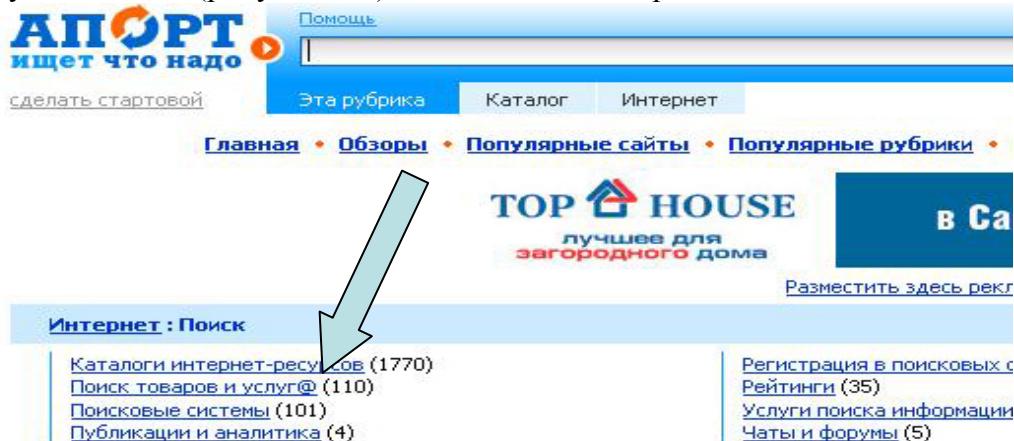 АПОРТ
ищет что надо
Помощь
сделать стартовой
Эта рубрика Каталог Интернет
Главная • Обзоры • Популярные сайты • Популярные рубрики •
TOP HOUSE
лучшее для
загородного дома
в Са
Разместить здесь рекл
Интернет : Поиск
Каталоги интернет-ресурсов (1770)
Поиск товаров и услуг@ (110)
Поисковые системы (101)
Публикации и аналитика (4)
Регистрация в поисковых с
Рейтинги (35)
Услуги поиска информации
Чаты и форумы (5)